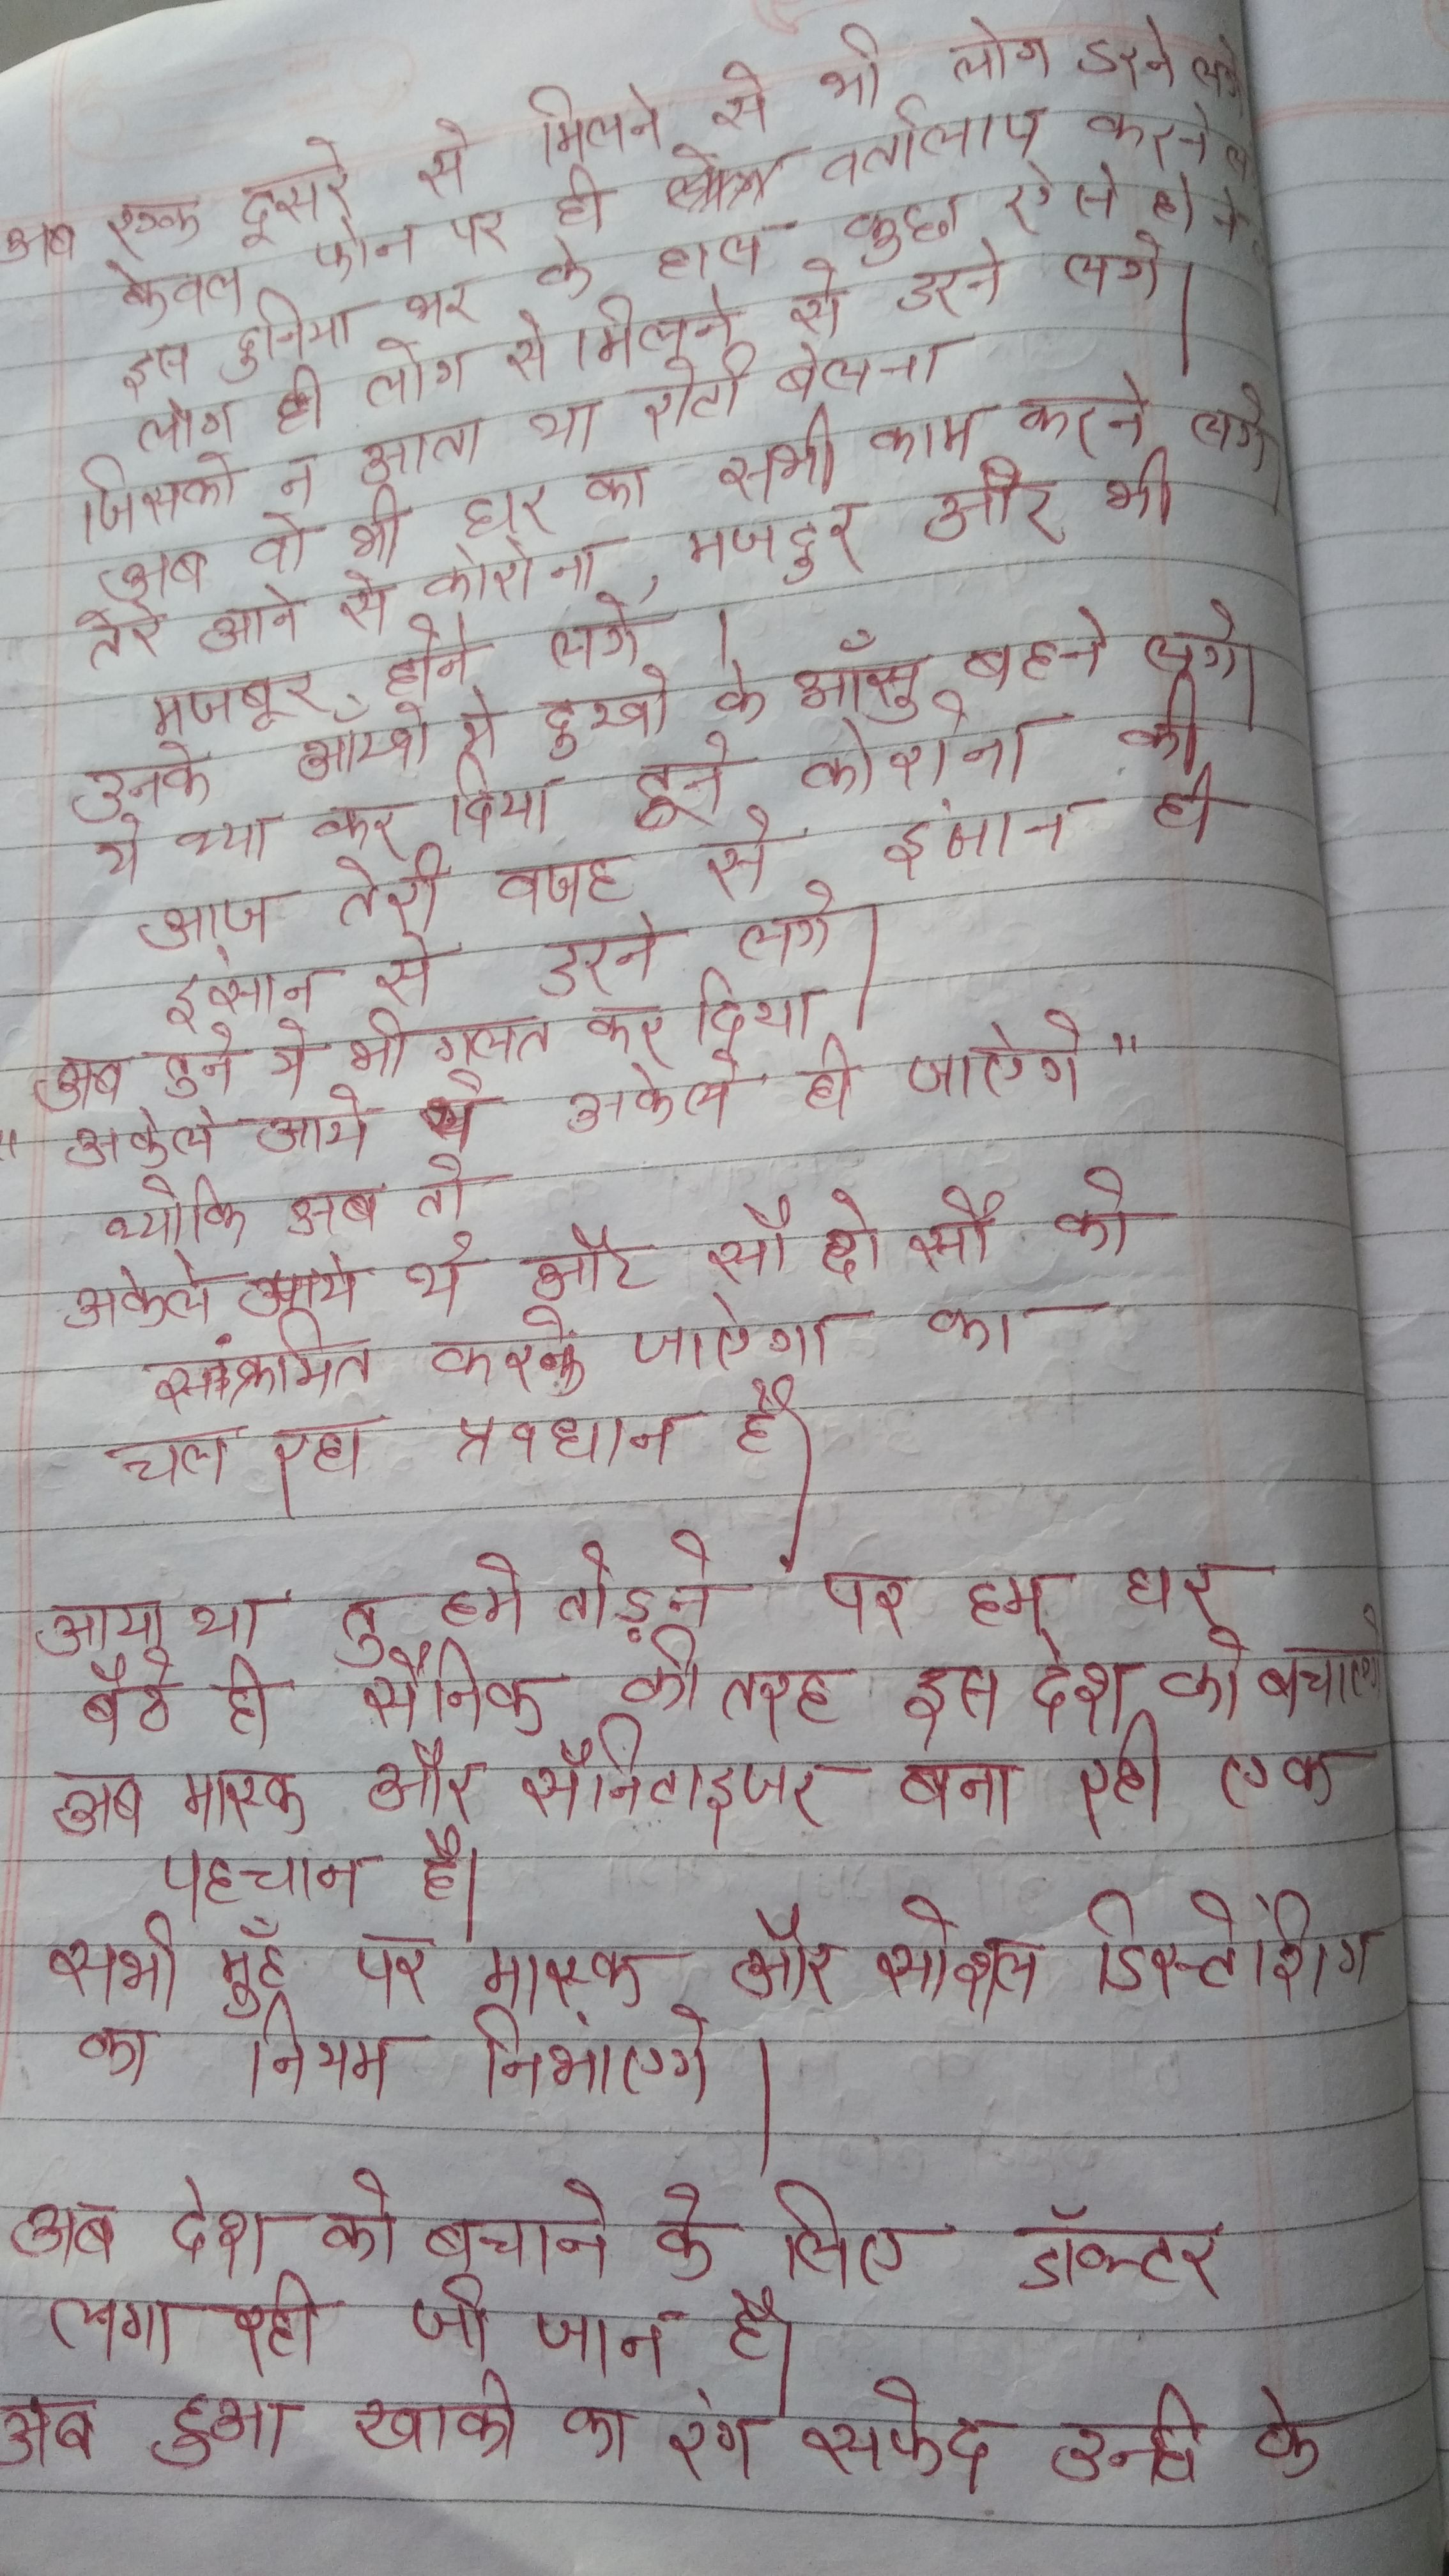 अब एक दूसरे से मिलने से भी लोग डरने लगे
केवल फोन पर ही वर्तालाप करने
इस दुनिया भर के हाल कुछ ऐसे होने
लोग ही लोग से मिलने से डरने लगे।
जिसको न आता था रोटी बेलना
अब वो भी घर का सभी काम करने लगे
तेरे आने से कोरोना, मजदुर और भी
मजबूर होने लगे।
उनके आँखो से दुखो के आँसु बहने लगे।
ये क्या कर दिया तूने कोरोना की
आज तेरी वजह से इंसान ही
इंसान से डरने लगे।
अब तुने ये भी गलत कर दिया।
" अकेले आये थे अकेले ही जाऐगे "
क्योकि अब तो
अकेले आये थे और सौ दो सौ को
संक्रमित करके जाऐगा का
चल रहा प्रवधान है।
आया था तु हमे तोड़ने पर हम घर
बैठे ही सैनिक की तरह इस देश को बचाएगे
अब मास्क और सैनिटाइजर बना रही एक
पहचान है।
सभी मुँह पर मास्क और सोशल डिस्टेशिंग
का नियम निभांएगे।
अब देश को बचाने के लिए डॉक्टर
लगा रही जी जान है।
अब हुआ खाकी का रंग सफेद उन्ही के